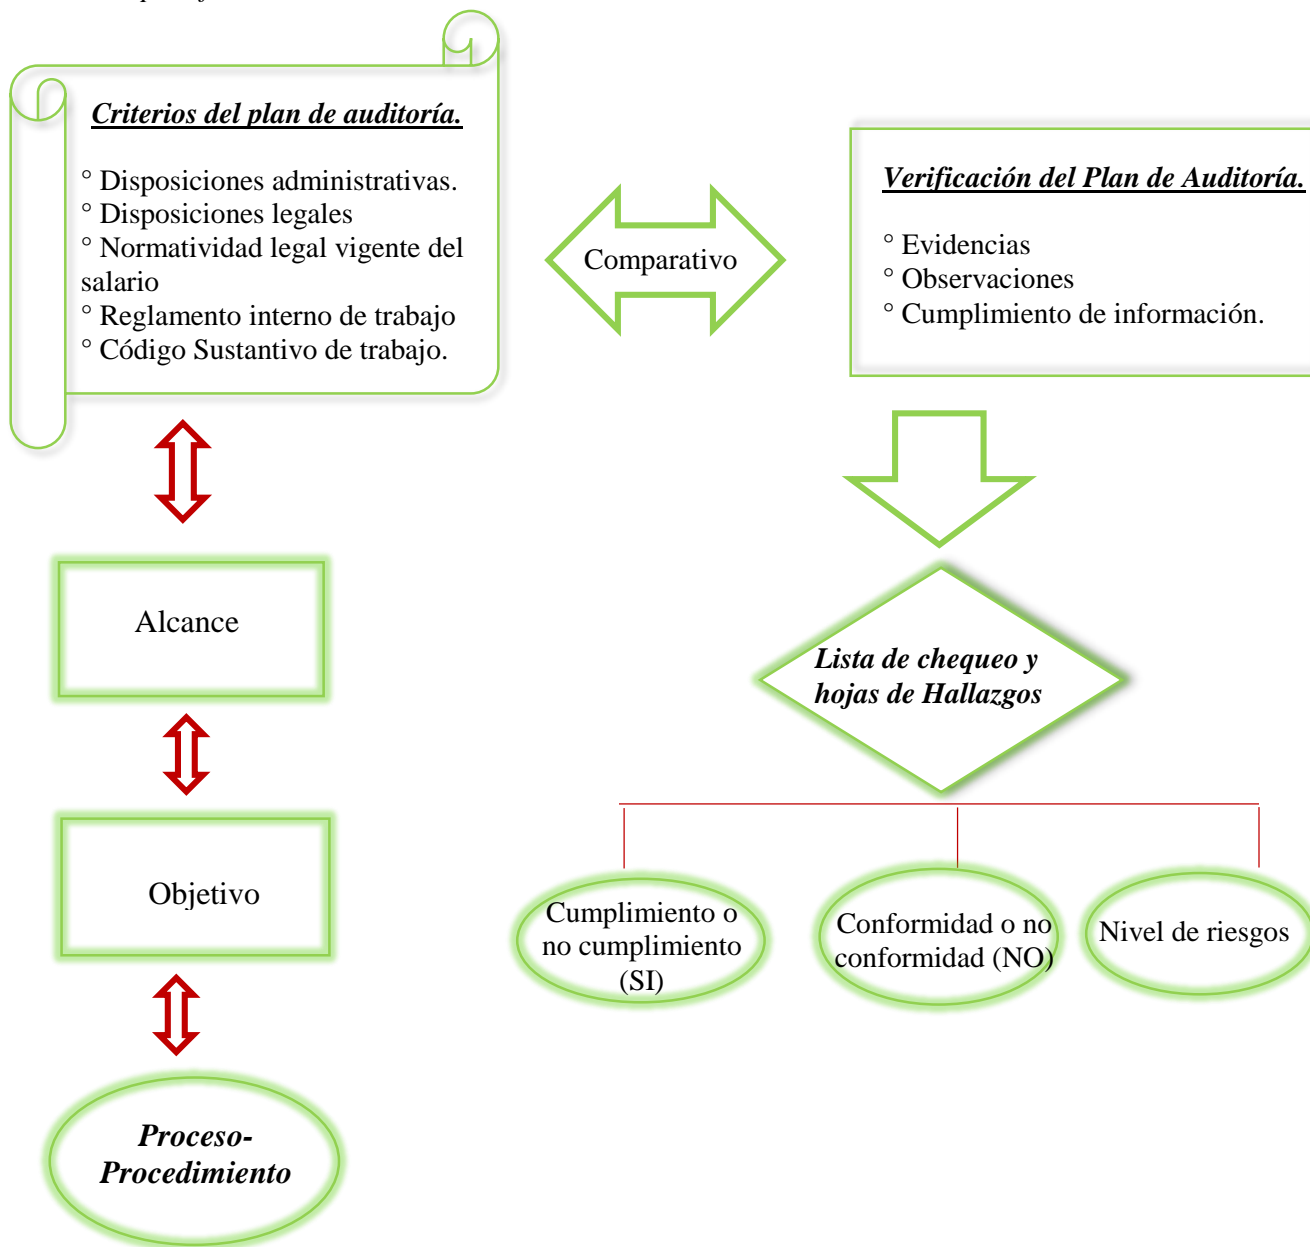 Criterios del plan de auditoría.
° Disposiciones administrativas.
° Disposiciones legales
° Normatividad legal vigente del
salario
° Reglamento interno de trabajo
° Código Sustantivo de trabajo.
Comparativo
Verificación del Plan de Auditoría.
° Evidencias
° Observaciones
° Cumplimiento de información.
Alcance
Objetivo
Proceso-
Procedimiento
Lista de chequeo y
hojas de Hallazgos
Cumplimiento o
no cumplimiento
(SI)
Conformidad o no
conformidad (NO)
Nivel de riesgos